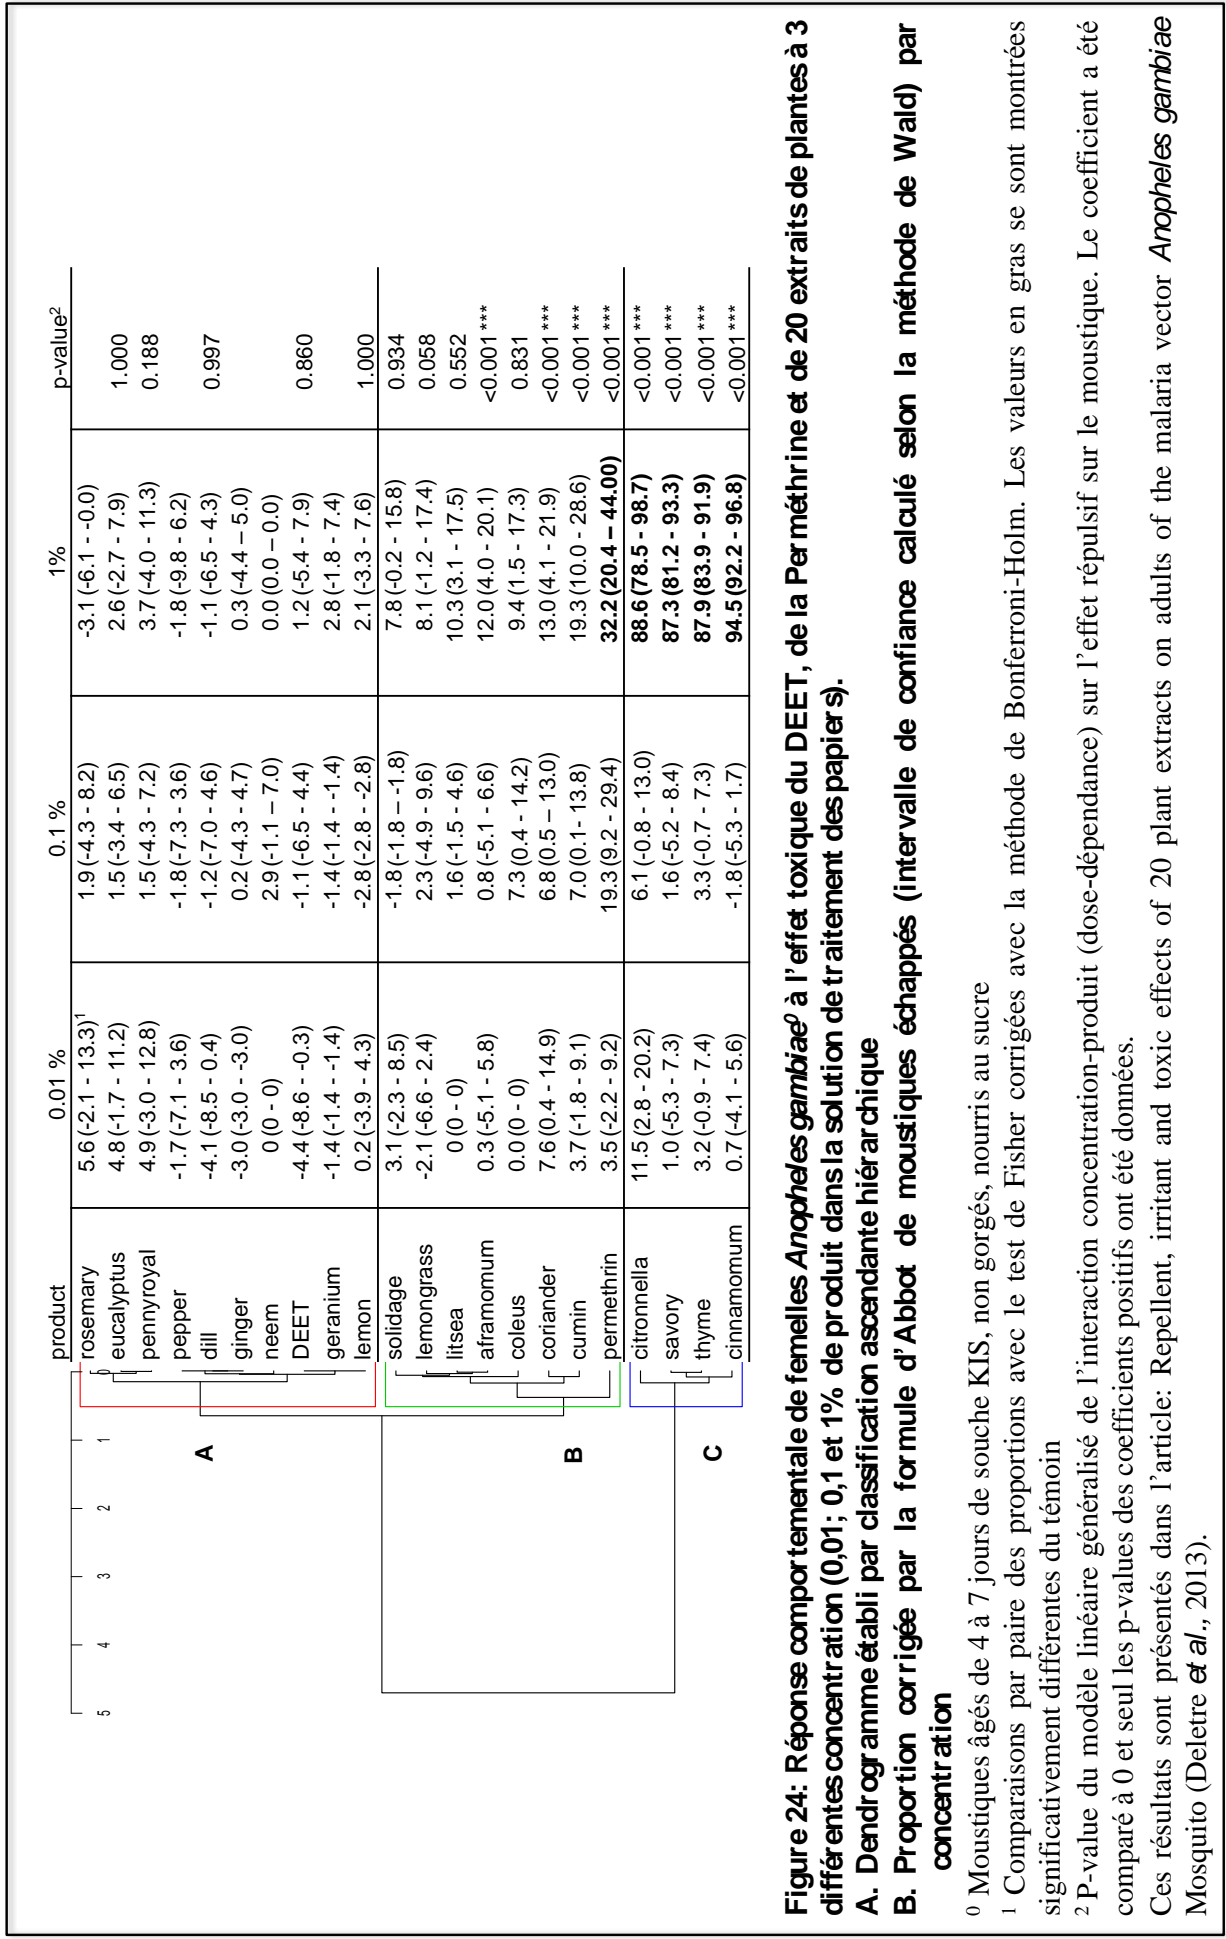 product 0.01 % 0.1 % 1% p-value2
rosemary 5.6 (-2.1 - 13.3)1 1.9 (-4.3 - 8.2) -3.1 (-6.1 - -0.0)
eucalyptus 4.8 (-1.7 - 11.2) 1.5 (-3.4 - 6.5) 2.6 (-2.7 - 7.9) 1.000
pennyroyal 4.9 (-3.0 - 12.8) 1.5 (-4.3 - 7.2) 3.7 (-4.0 - 11.3) 0.188
pepper -1.7 (-7.1 - 3.6) -1.8 (-7.3 - 3.6) -1.8 (-9.8 - 6.2)
dill -4.1 (-8.5 - 0.4) -1.2 (-7.0 - 4.6) -1.1 (-6.5 - 4.3) 0.997
ginger -3.0 (-3.0 - -3.0) 0.2 (-4.3 - 4.7) 0.3 (-4.4 – 5.0)
neem 0 (0 - 0) 2.9 (-1.1 – 7.0) 0.0 (0.0 – 0.0)
DEET -4.4 (-8.6 - -0.3) -1.1 (-6.5 - 4.4) 1.2 (-5.4 - 7.9) 0.860
geranium -1.4 (-1.4 - -1.4) -1.4 (-1.4 - -1.4) 2.8 (-1.8 - 7.4)
lemon 0.2 (-3.9 - 4.3) -2.8 (-2.8 - -2.8) 2.1 (-3.3 - 7.6) 1.000
solidage 3.1 (-2.3 - 8.5) -1.8 (-1.8 – -1.8) 7.8 (-0.2 - 15.8) 0.934
lemongrass -2.1 (-6.6 - 2.4) 2.3 (-4.9 - 9.6) 8.1 (-1.2 - 17.4) 0.058
litsea 0 (0 - 0) 1.6 (-1.5 - 4.6) 10.3 (3.1 - 17.5) 0.552
aframomum 0.3 (-5.1 - 5.8) 0.8 (-5.1 - 6.6) 12.0 (4.0 - 20.1) <0.001 ***
coleus 0.0 (0 - 0) 7.3 (0.4 - 14.2) 9.4 (1.5 - 17.3) 0.831
coriander 7.6 (0.4 - 14.9) 6.8 (0.5 – 13.0) 13.0 (4.1 - 21.9) <0.001 ***
cumin 3.7 (-1.8 - 9.1) 7.0 (0.1- 13.8) 19.3 (10.0 - 28.6) <0.001 ***
permethrin 3.5 (-2.2 - 9.2) 19.3 (9.2 - 29.4) 32.2 (20.4 – 44.00) <0.001 ***
citronnella 11.5 (2.8 - 20.2) 6.1 (-0.8 - 13.0) 88.6 (78.5 - 98.7) <0.001 ***
savory 1.0 (-5.3 - 7.3) 1.6 (-5.2 - 8.4) 87.3 (81.2 - 93.3) <0.001 ***
thyme 3.2 (-0.9 - 7.4) 3.3 (-0.7 - 7.3) 87.9 (83.9 - 91.9) <0.001 ***
cinnamomum 0.7 (-4.1 - 5.6) -1.8 (-5.3 - 1.7) 94.5 (92.2 - 96.8) <0.001 ***
5 4 3 2 1 0
A
B
C
Figure 24: Réponse comportementale de femelles Anopheles gambiae0 à l'effet toxique du DEET, de la Perméthrine et de 20 extraits de plantes à 3
différentes concentration (0,01; 0,1 et 1% de produit dans la solution de traitement des papiers).
A. Dendrogramme établi par classification ascendante hiérarchique
B. Proportion corrigée par la formule d'Abbot de moustiques échappés (intervalle de confiance calculé selon la méthode de Wald) par
concentration
0 Moustiques âgés de 4 à 7 jours de souche KIS, non gorgés, nourris au sucre
1 Comparaisons par paire des proportions avec le test de Fisher corrigées avec la méthode de Bonferroni-Holm. Les valeurs en gras se sont montrées
significativement différentes du témoin
2 P-value du modèle linéaire généralisé de l'interaction concentration-produit (dose-dépendance) sur l'effet répulsif sur le moustique. Le coefficient a été
comparé à 0 et seul les p-values des coefficients positifs ont été données.
Ces résultats sont présentés dans l'article: Repellent, irritant and toxic effects of 20 plant extracts on adults of the malaria vector Anopheles gambiae
Mosquito (Deletre et al., 2013).